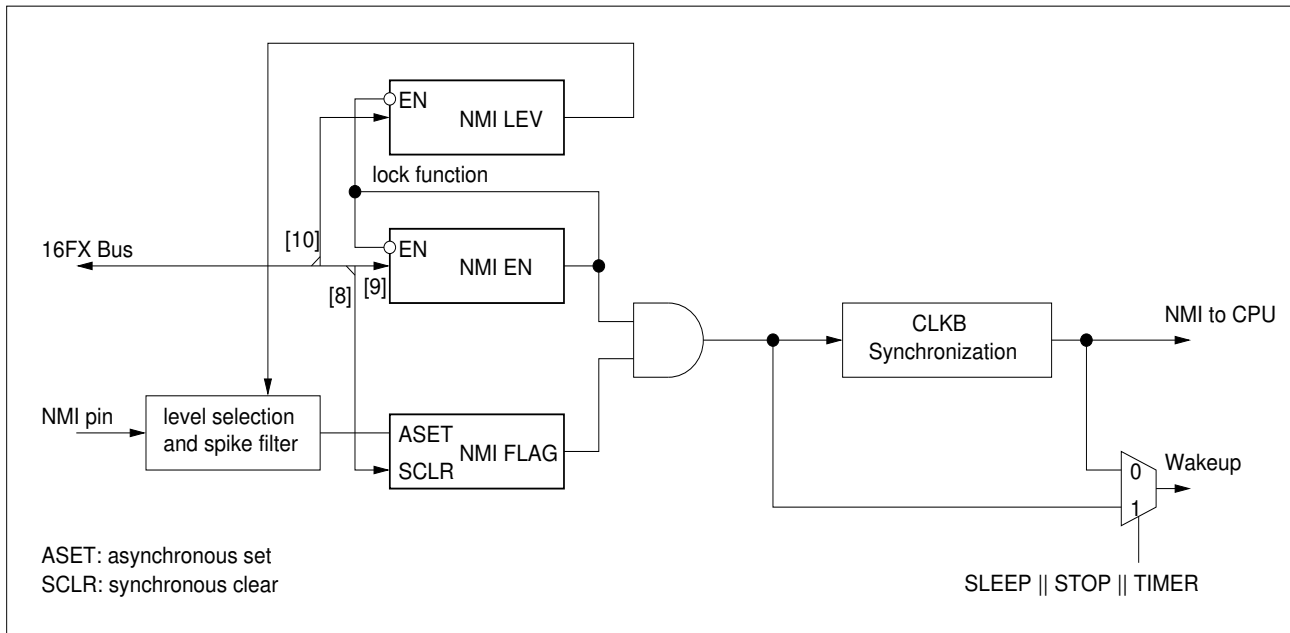 EN
NMI LEV
lock function
16FX Bus
[10]
EN
NMI EN
[9]
[8]
CLKB
Synchronization
NMI to CPU
NMI pin
level selection
and spike filter
ASET
NMI FLAG
SCLR
0
Wakeup
1
ASET: asynchronous set
SCLR: synchronous clear
SLEEP || STOP || TIMER